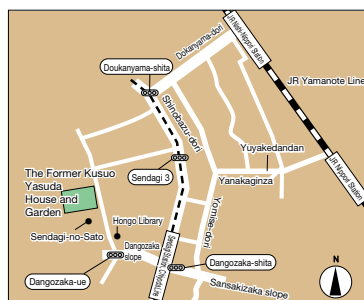 JR Nishi-Nippori Station
Dokanyama-dori
Doukanyama-shita
JR Yamanote Line
Shinobazu-dori
Yuyakedandan
Sendagi 3
Yanakaginza
JR Nippori Station
The Former Kusuo
Yasuda
House and
Garden
Yomise-dori
Hongo Library
Sendagi-no-Sato
Dangozaka
slope
Dangozaka-shita
Dangozaka-ue
Sansakizaka slope
N